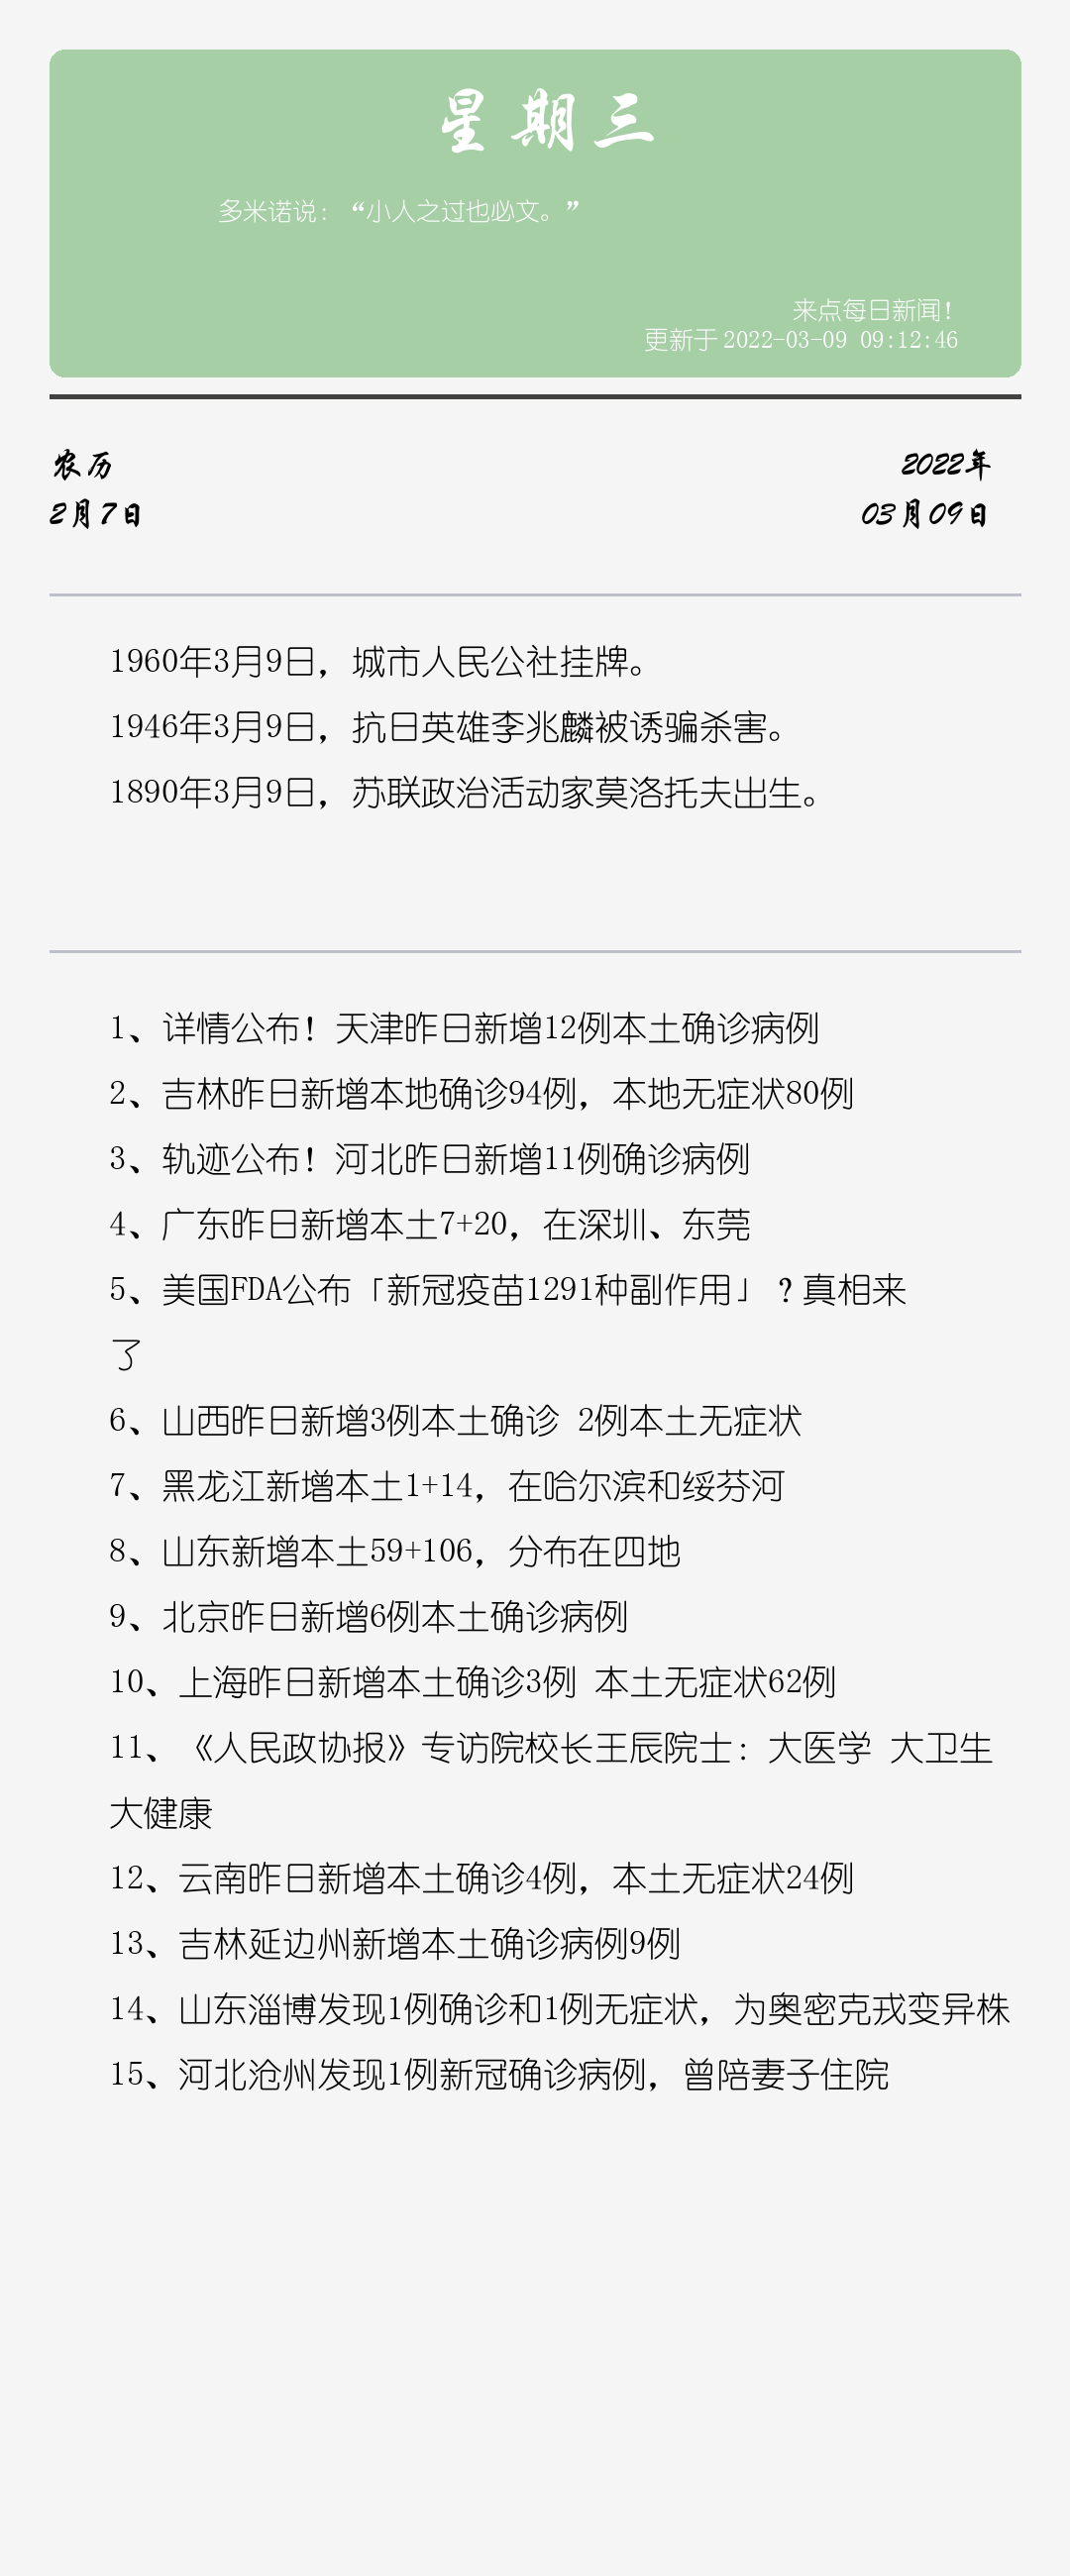 星期三
多米诺说：“小人之过也必文。”
来点每日新闻！
更新于 2022-03-09 09:12:46
农历
2022年
2月7日
03月09日
1960年3月9日，城市人民公社挂牌。
1946年3月9日，抗日英雄李兆麟被诱骗杀害。
1890年3月9日，苏联政治活动家莫洛托夫出生。
1、详情公布！天津昨日新增12例本土确诊病例
2、吉林昨日新增本地确诊94例，本地无症状80例
3、轨迹公布！河北昨日新增11例确诊病例
4、广东昨日新增本土7+20，在深圳、东莞
5、美国FDA公布「新冠疫苗1291种副作用」？真相来
了
6、山西昨日新增3例本土确诊 2例本土无症状
7、黑龙江新增本土1+14，在哈尔滨和绥芬河
8、山东新增本土59+106，分布在四地
9、北京昨日新增6例本土确诊病例
10、上海昨日新增本土确诊3例 本土无症状62例
11、《人民政协报》专访院校长王辰院士：大医学 大卫生
大健康
12、云南昨日新增本土确诊4例，本土无症状24例
13、吉林延边州新增本土确诊病例9例
14、山东淄博发现1例确诊和1例无症状，为奥密克戎变异株
15、河北沧州发现1例新冠确诊病例，曾陪妻子住院